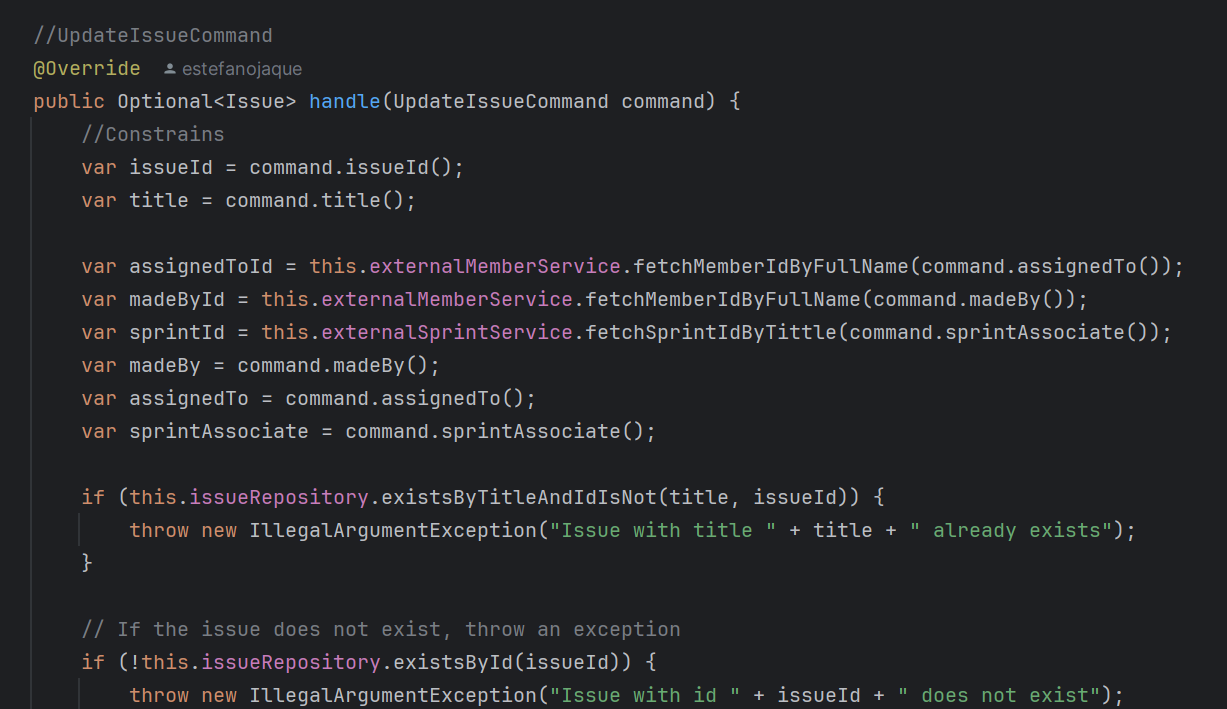 //UpdateIssueCommand
@Override estefanojaque
public Optional<Issue> handle(UpdateIssueCommand command) {
//Constrains
var issueId = command.issueId();
var title = command.title();
var assignedToId = this.externalMemberService.fetchMemberIdByFullName(command.assignedTo());
var madeById = this.externalMemberService.fetchMemberIdByFullName(command.madeBy());
var sprintId = this.externalSprintService.fetchSprintIdByTittle(command.sprintAssociate());
var madeBy = command.madeBy();
var assignedTo = command.assignedTo();
var sprintAssociate = command.sprintAssociate();
if (this.issueRepository.existsByTitleAndIdIsNot(title, issueId)) {
throw new IllegalArgumentException("Issue with title " + title + " already exists");
}
// If the issue does not exist, throw an exception
if (!this.issueRepository.existsById(issueId)) {
throw new IllegalArgumentException("Issue with id " + issueId + " does not exist");